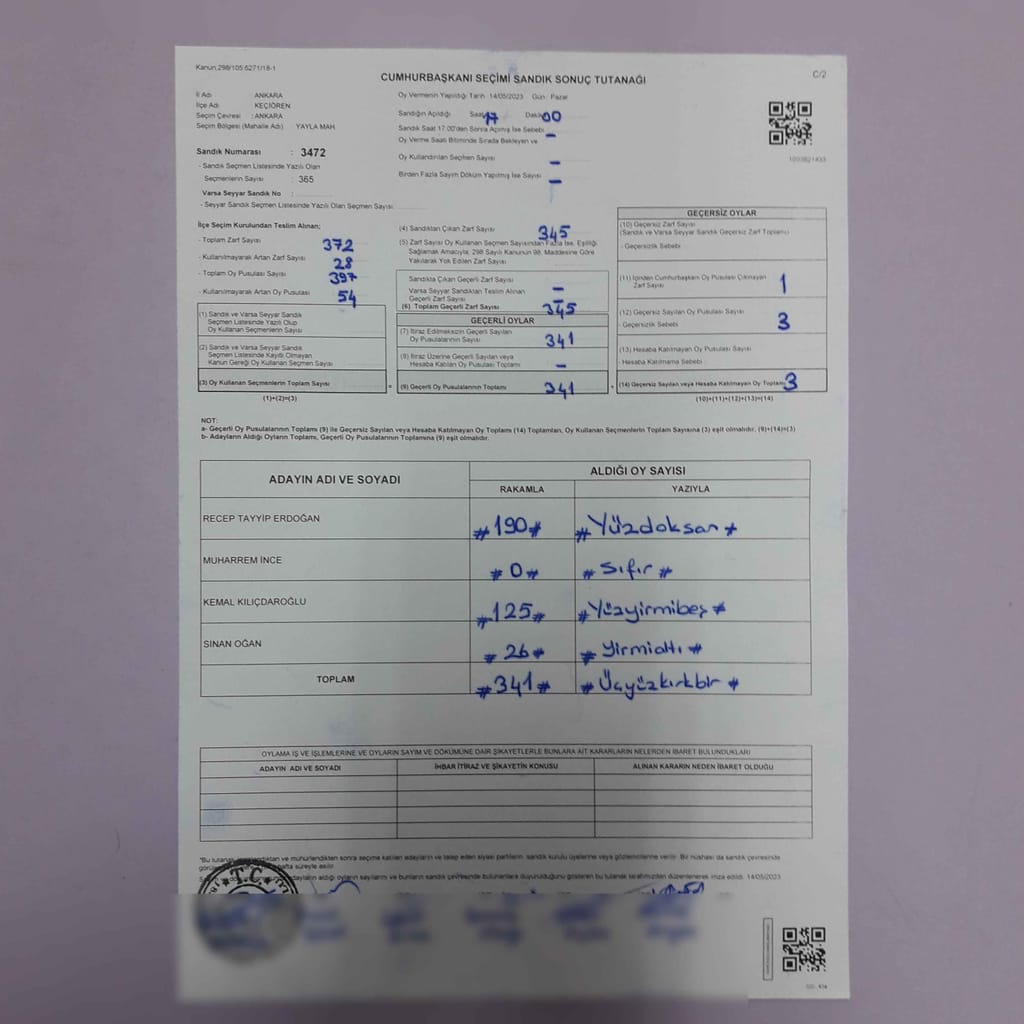 Kanun:298/105 6271/18-1
CUMHURBAŞKANI SEÇİMİ SANDIK SONUÇ TUTANAĞI
C/2
İl Adı ANKARA
İlçe Adı KEÇİÖREN
Seçim Çevresi : ANKARA
Seçim Bölgesi (Mahalle Adı) YAYLA MAH.
Oy Vermenin Yapıldığı Tarih 14/05/2023 Gün: Pazar
Sandığın Açıldığı Saat 17 Dakika 00
Sandık Saat 17.00'den Sonra Açılmış İse Sebebi
Oy Verme Saati Bitiminde Sırada Bekleyen ve -
Oy Kullandırılan Seçmen Sayısı -
Birden Fazla Sayım Döküm Yapılmış İse Sayısı -
Sandık Numarası : 3472
- Sandık Seçmen Listesinde Yazılı Olan
Seçmenlerin Sayısı : 365
Varsa Seyyar Sandık No :
- Seyyar Sandık Seçmen Listesinde Yazılı Olan Seçmen Sayısı:
İlçe Seçim Kurulundan Teslim Alınan;
- Toplam Zarf Sayısı 372
- Kullanılmayarak Artan Zarf Sayısı 28
- Toplam Oy Pusulası Sayısı 397
- Kullanılmayarak Artan Oy Pusulası 54
(1) Sandık ve Varsa Seyyar Sandık
Seçmen Listesinde Yazılı Olup
Oy Kullanan Seçmenlerin Sayısı
(2) Sandık ve Varsa Seyyar Sandık
Seçmen Listesinde Kayıtlı Olmayan
Kanun Gereği Oy Kullanan Seçmen Sayısı
(3) Oy Kullanan Seçmenlerin Toplam Sayısı
(1)+(2)=(3)
(4) Sandıktan Çıkan Zarf Sayısı 345
(5) Zarf Sayısı Oy Kullanan Seçmen Sayısından Fazla İse, Eşitliği
Sağlamak Amacıyla; 298 Sayılı Kanunun 98. Maddesine Göre
Yakılarak Yok Edilen Zarf Sayısı
Sandıkta Çıkan Geçerli Zarf Sayısı
Varsa Seyyar Sandıktan Teslim Alınan
Geçerli Zarf Sayısı -
(6) Toplam Geçerli Zarf Sayısı 345
GEÇERLİ OYLAR
(7) İtiraz Edilmeksizin Geçerli Sayılan
Oy Pusulalarının Sayısı 341
(8) İtiraz Üzerine Geçerli Sayılan veya
Hesaba Katılan Oy Pusulası Toplamı -
= (9) Geçerli Oy Pusulalarının Toplamı 341
GEÇERSİZ OYLAR
(10) Geçersiz Zarf Sayısı
(Sandık ve Varsa Seyyar Sandık Geçersiz Zarf Toplamı)
- Geçersizlik Sebebi
(11) İçinden Cumhurbaşkanı Oy Pusulası Çıkmayan
Zarf Sayısı 1
(12) Geçersiz Sayılan Oy Pusulası Sayısı
- Geçersizlik Sebebi 3
(13) Hesaba Katılmayan Oy Pusulası Sayısı
- Hesaba Katılmama Sebebi
+ (14) Geçersiz Sayılan veya Hesaba Katılmayan Oy Toplamı 3
(10)+(11)+(12)+(13)=(14)
NOT:
a- Geçerli Oy Pusulalarının Toplamı (9) ile Geçersiz Sayılan veya Hesaba Katılmayan Oy Toplamı (14) Toplamları, Oy Kullanan Seçmenlerin Toplam Sayısına (3) eşit olmalıdır. (9)+(14)=(3)
b- Adayların Aldığı Oyların Toplamı, Geçerli Oy Pusulalarının Toplamına (9) eşit olmalıdır.
ADAYIN ADI VE SOYADI
ALDIĞI OY SAYISI
RAKAMLA YAZIYLA
RECEP TAYYİP ERDOĞAN #190# #Yüzdoksan#
MUHARREM İNCE #0# #Sıfır#
KEMAL KILIÇDAROĞLU #125# #Yüzyirmibeş#
SİNAN OĞAN #26# #Yirmialtı#
TOPLAM #341# #Üçyüzkırkbir#
OYLAMA İŞ VE İŞLEMLERİNE VE OYLARIN SAYIM VE DÖKÜMÜNE DAİR ŞİKAYETLERLE BUNLARA AİT KARARLARIN NELERDEN İBARET BULUNDUKLARI
ADAYIN ADI VE SOYADI İHBAR İTİRAZ VE ŞİKAYETİN KONUSU ALINAN KARARIN NEDEN İBARET OLDUĞU
*Bu tutanak ve mühürlendikten sonra seçime katılan adayların ve talep eden siyasi partilerin sandık kurulu üyelerine veya gözlemcilerine verilir. Bir nüshası da sandık çevresinde
hafta süreyle asılır.
adayların aldığı oyların sayılarını ve bunların sandık çevresinde bulunanlara duyurulduğunu gösteren bu tutanak tarafımızdan düzenlenerek imza edildi. 14/05/2023
T.C.